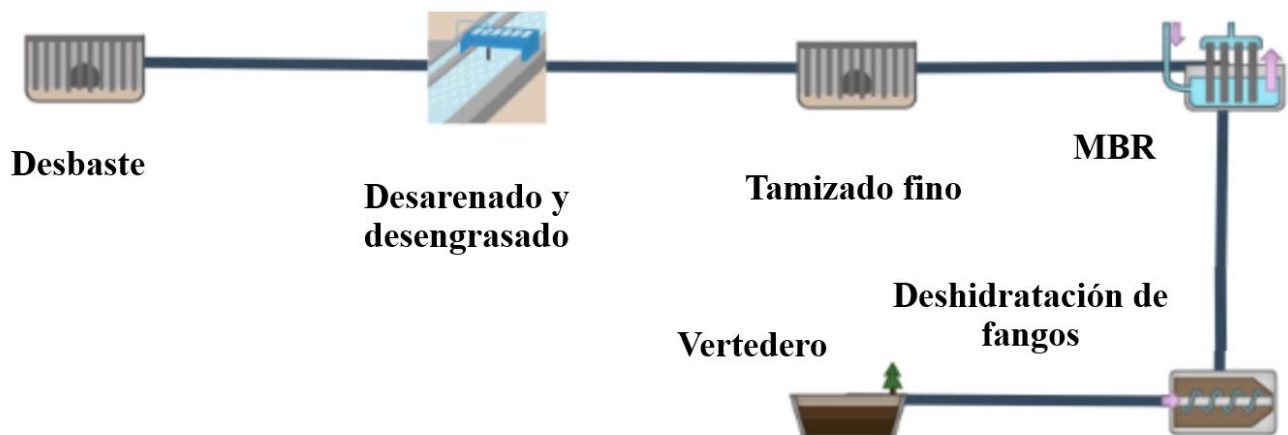 Desbaste
Desarenado y
desengrasado
Tamizado fino
MBR
Deshidratación de
fangos
Vertedero